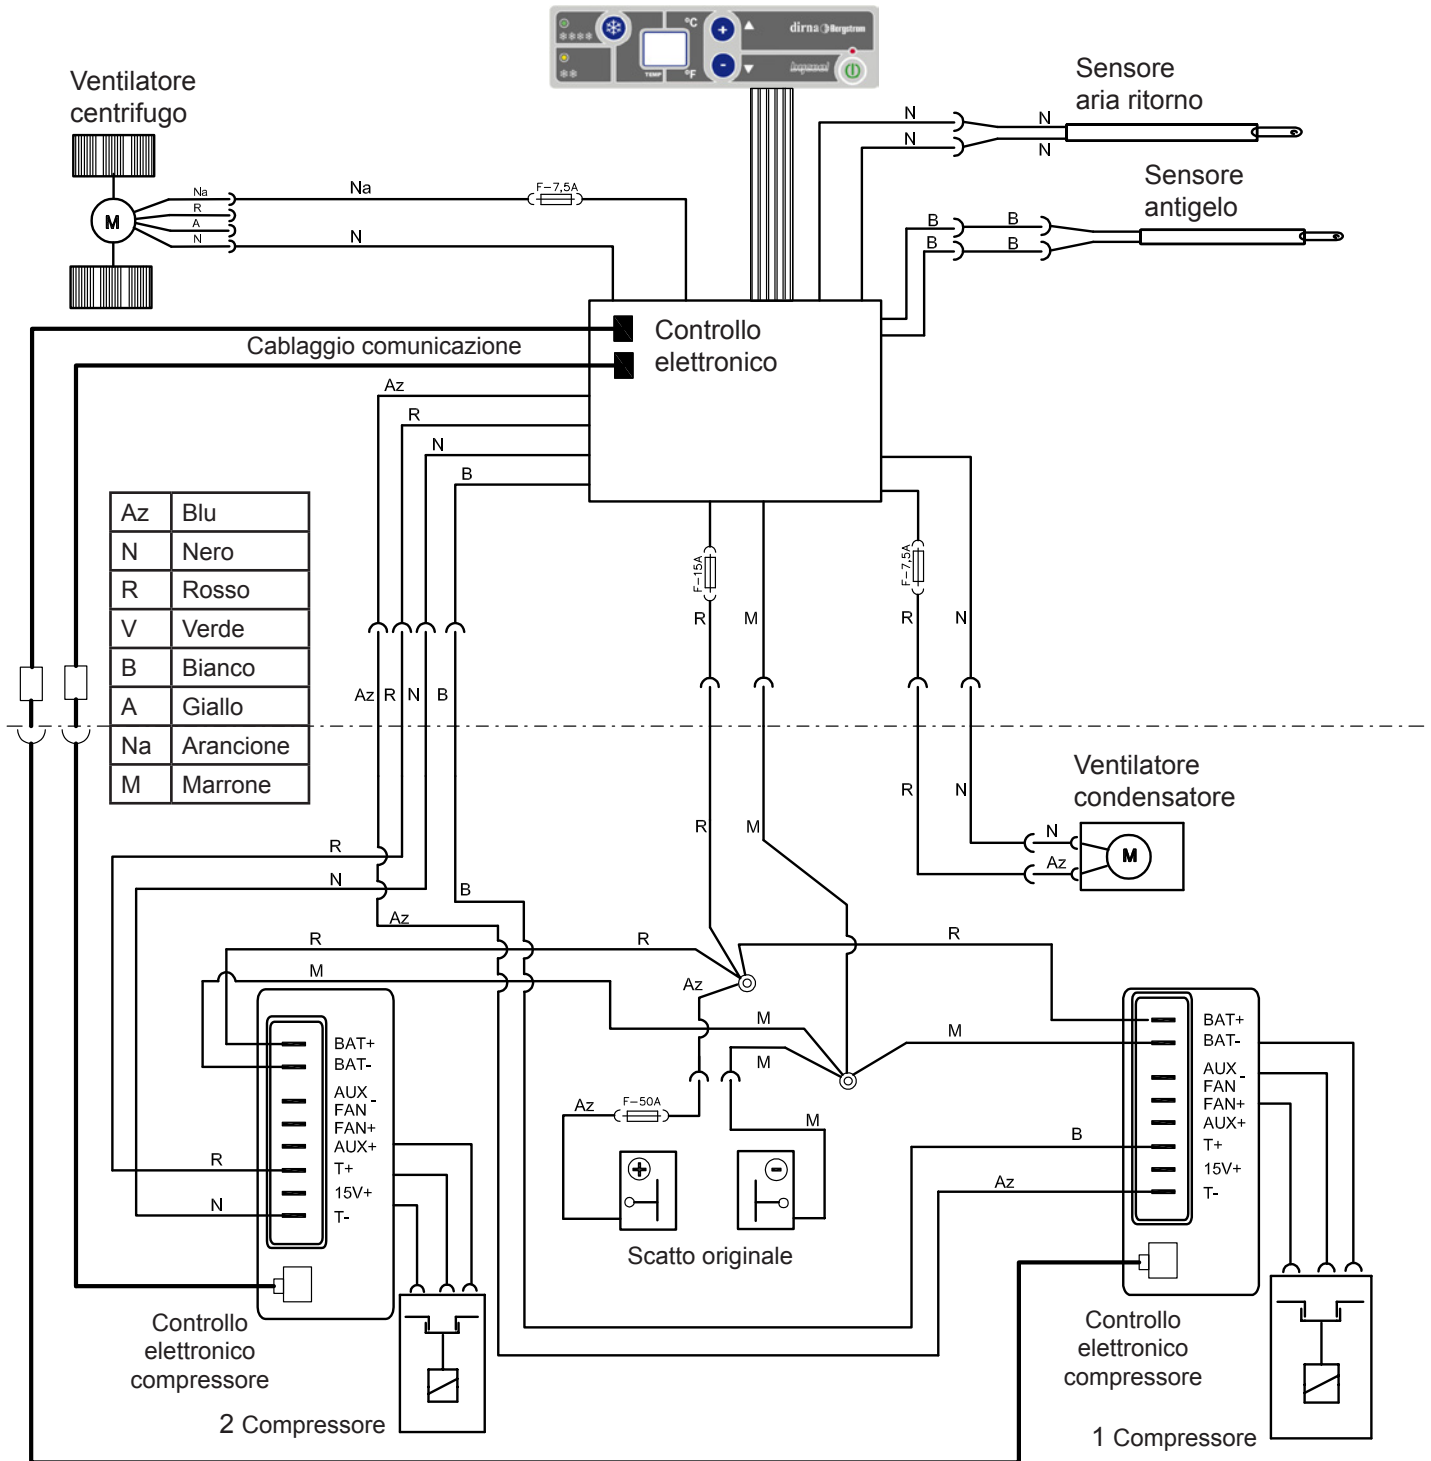 °C
°F
TEMP
dirna Bergstrom
Ventilatore
centrifugo
M
Na
R
A
N
Na
N
F-7,5A
Sensore
aria ritorno
N
N
N
N
Sensore
antigelo
B
B
B
B
Controllo
elettronico
Cablaggio comunicazione
Az
R
N
B
Az Blu
N Nero
R Rosso
V Verde
B Bianco
A Giallo
Na Arancione
M Marrone
F-15A
F-7,5A
R
M
R
N
Az
R
N
B
R
N
R
M
Ventilatore
condensatore
N
Az
M
R
N
B
Az
R
R
R
M
Az
M
M
M
BAT+
BAT-
AUX -
FAN
FAN+
AUX+
T+
15V+
T-
R
N
Az
F-50A
M
+
-
Scatto originale
B
Az
BAT+
BAT-
AUX -
FAN
FAN+
AUX+
T+
15V+
T-
Controllo
elettronico
compressore
2 Compressore
Controllo
elettronico
compressore
1 Compressore